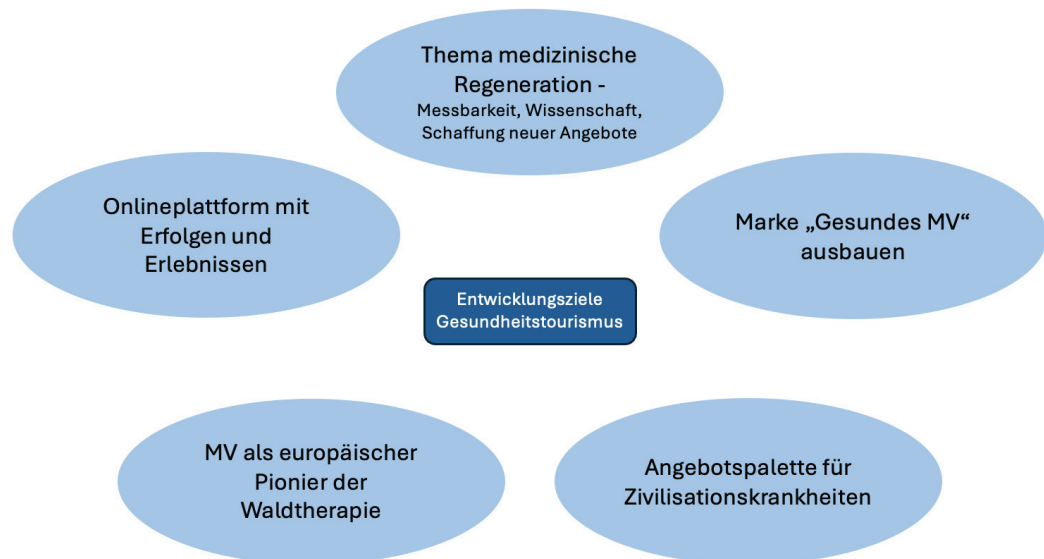 Thema medizinische
Regeneration -
Messbarkeit, Wissenschaft,
Schaffung neuer Angebote
Onlineplattform mit
Erfolgen und
Erlebnissen
Marke „Gesundes MV“
ausbauen
Entwicklungsziele
Gesundheitstourismus
MV als europäischer
Pionier der
Waldtherapie
Angebotspalette für
Zivilisationskrankheiten